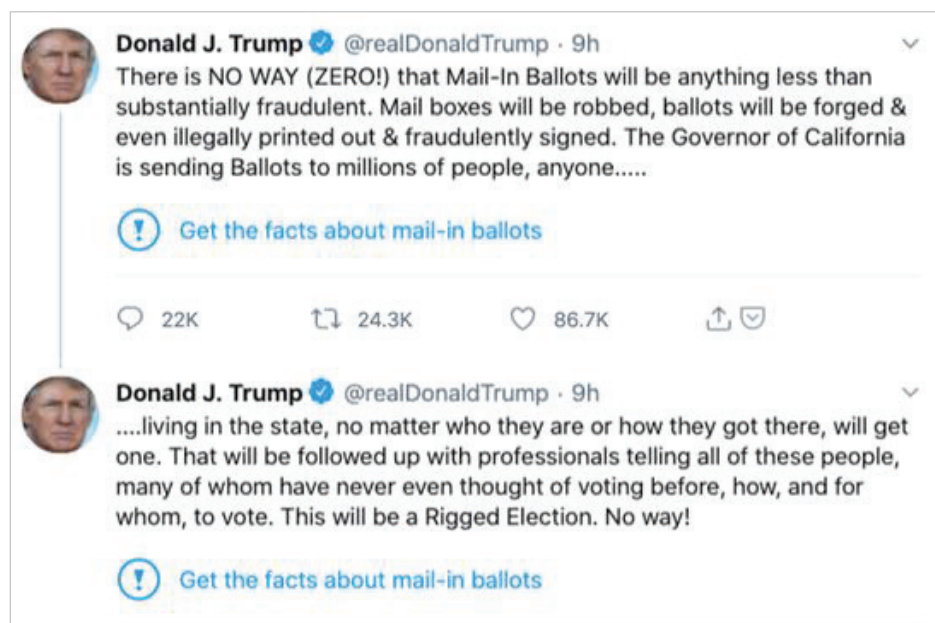 Donald J. Trump @realDonaldTrump · 9h
There is NO WAY (ZERO!) that Mail-In Ballots will be anything less than
substantially fraudulent. Mail boxes will be robbed, ballots will be forged &
even illegally printed out & fraudulently signed. The Governor of California
is sending Ballots to millions of people, anyone.....
Get the facts about mail-in ballots
22K 24.3K 86.7K
Donald J. Trump @realDonaldTrump · 9h
....living in the state, no matter who they are or how they got there, will get
one. That will be followed up with professionals telling all of these people,
many of whom have never even thought of voting before, how, and for
whom, to vote. This will be a Rigged Election. No way!
Get the facts about mail-in ballots